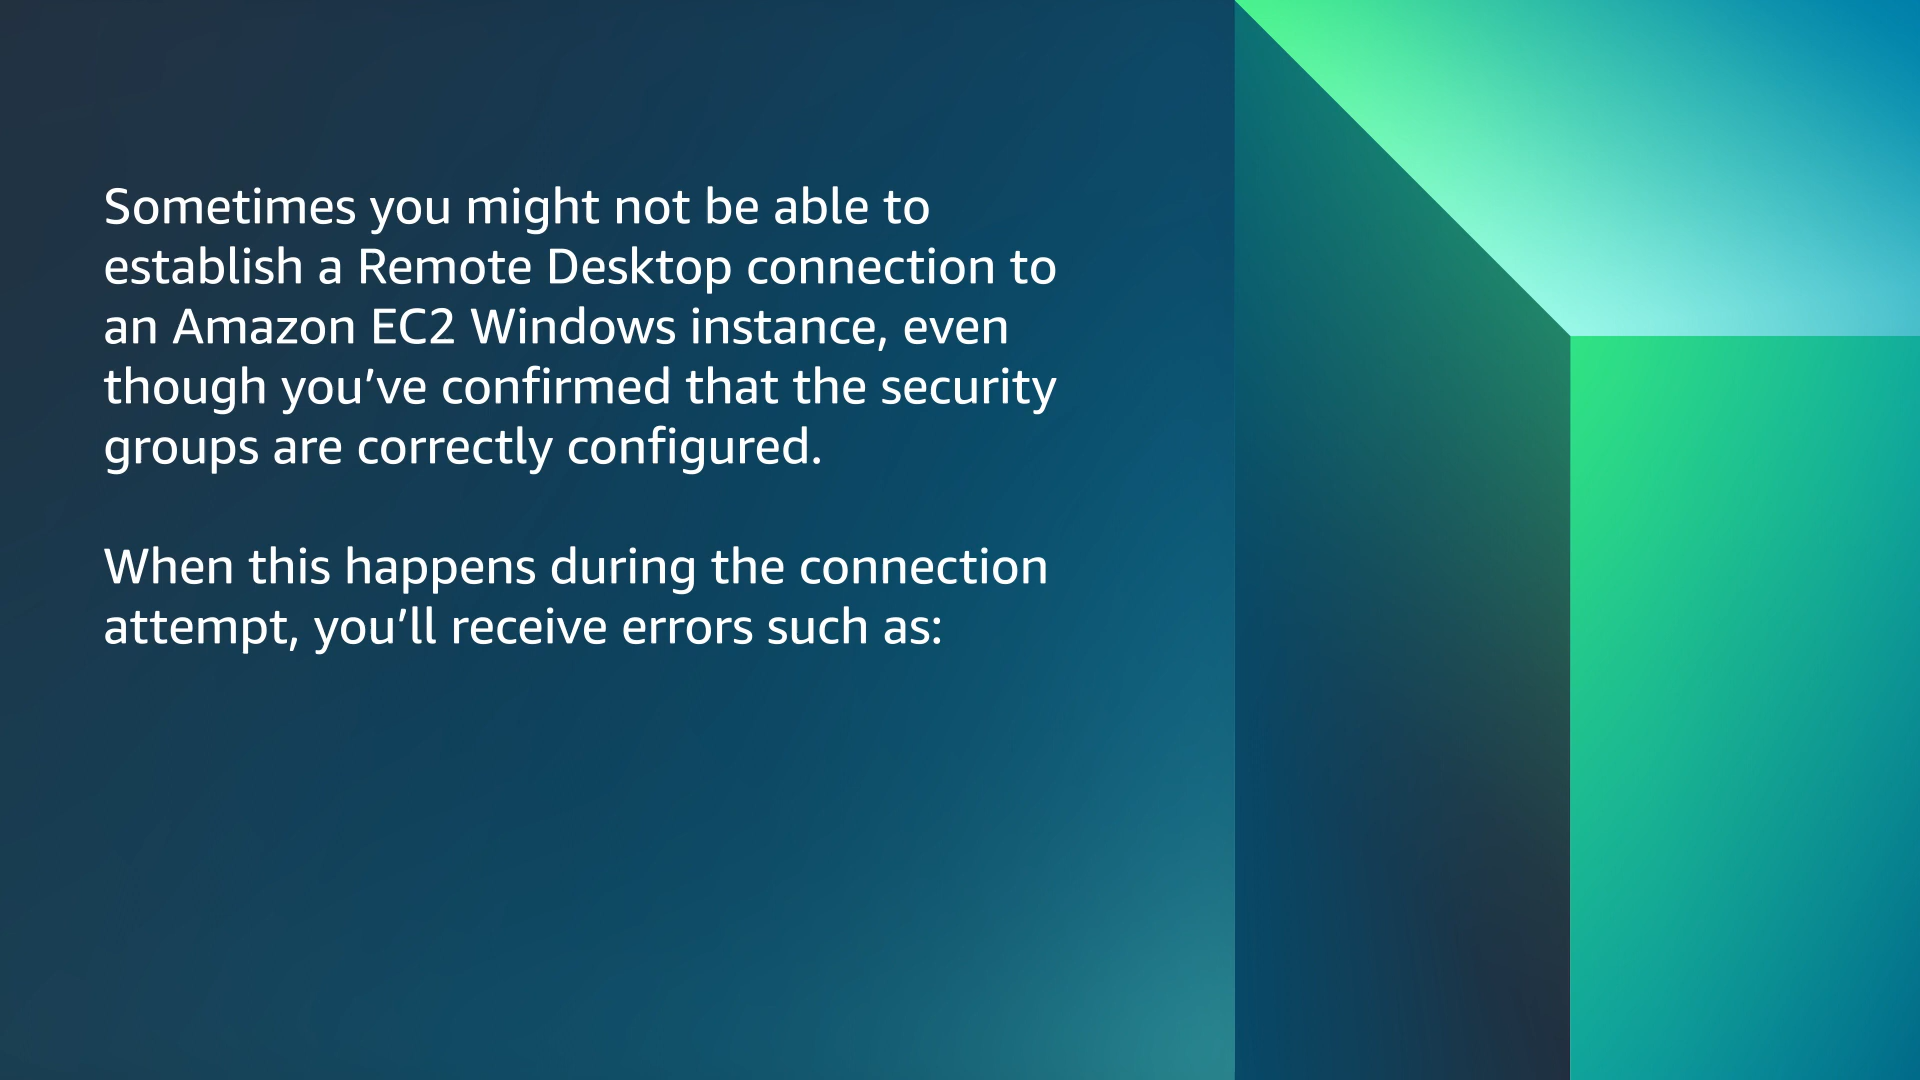 Sometimes you might not be able to
establish a Remote Desktop connection to
an Amazon EC2 Windows instance, even
though you’ve confirmed that the security
groups are correctly configured.
When this happens during the connection
attempt, you’ll receive errors such as: